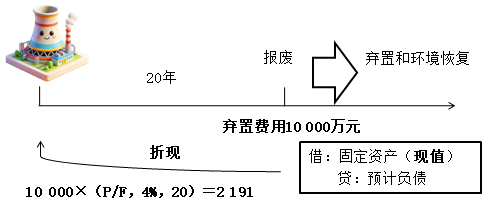 20年
报废
弃置和环境恢复
弃置费用10 000万元
折现
10 000×（P/F，4%，20）＝2 191
借：固定资产（现值）
贷：预计负债